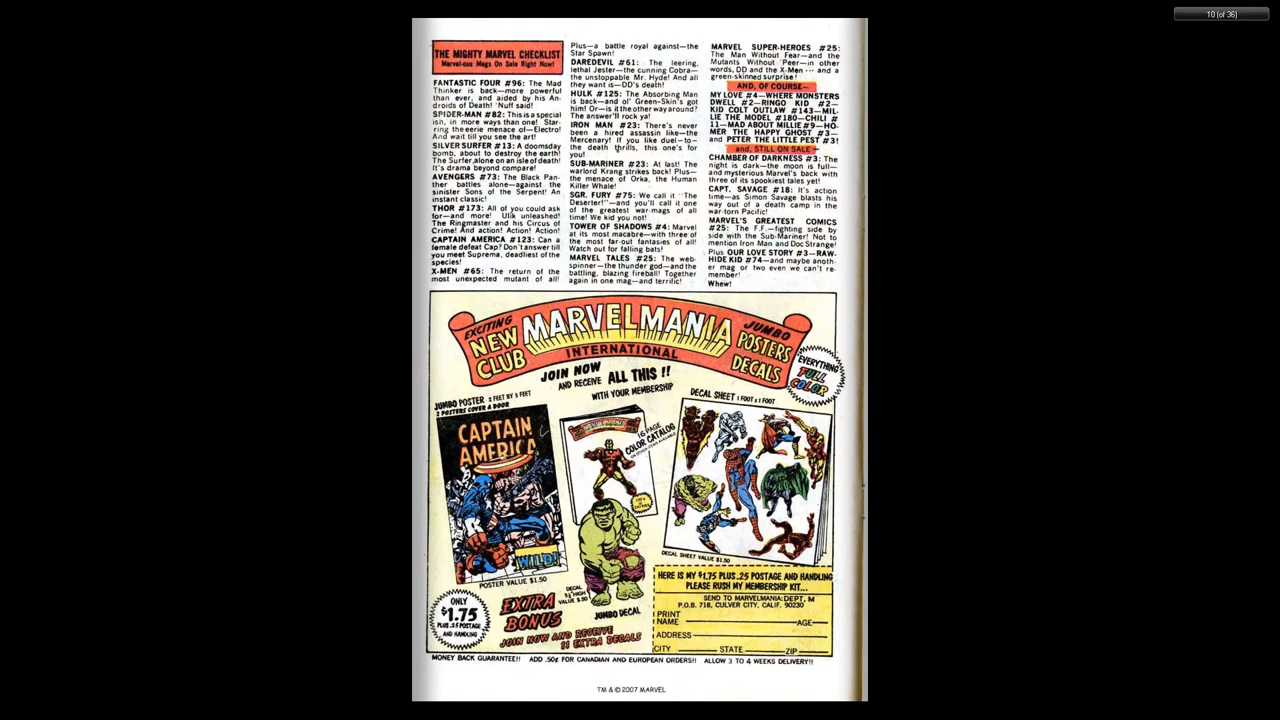 10 (of 36)
THE MIGHTY MARVEL CHECKLIST
Marvel-ous Mags On Sale Right Now!
FANTASTIC FOUR #96: The Mad
Thinker is back—more powerful
than ever, and aided by his An-
droids of Death! 'Nuff said!
SPIDER-MAN #82: This is a special
ish, in more ways than one! Star-
ring the eerie menace of—Electro!
And wait till you see the art!
SILVER SURFER #13: A doomsday
bomb, about to destroy the earth!
The Surfer, alone on an isle of death!
It's drama beyond compare!
AVENGERS #73: The Black Pan-
ther battles alone—against the
sinister Sons of the Serpent! An
instant classic!
THOR #173: All of you could ask
for—and more! Ulik unleashed!
The Ringmaster and his Circus of
Crime! And action! Action! Action!
CAPTAIN AMERICA #123: Can a
female defeat Cap? Don't answer till
you meet Suprema, deadliest of the
species!
X-MEN #65: The return of the
most unexpected mutant of all!
Plus—a battle royal against—the
Star Spawn!
DAREDEVIL #61: The leering,
lethal Jester—the cunning Cobra—
the unstoppable Mr. Hyde! And all
they want is—DD's death!
HULK #125: The Absorbing Man
is back—and ol' Green-Skin's got
him! Or—is it the other way around?
The answer'll rock ya!
IRON MAN #23: There's never
been a hired assassin like—the
Mercenary! If you like duel—to—
the death thrills, this one's for
you!
SUB-MARINER #23: At last! The
warlord Krang strikes back! Plus—
the menace of Orka, the Human
Killer Whale!
SGR. FURY #75: We call it "The
Deserter!"—and you'll call it one
of the greatest war-mags of all
time! We kid you not!
TOWER OF SHADOWS #4: Marvel
at its most macabre—with three of
the most far-out fantasies of all!
Watch out for falling bats!
MARVEL TALES #25: The web-
spinner—the thunder god—and the
battling, blazing fireball! Together
again in one mag—and terrific!
MARVEL SUPER-HEROES #25:
The Man Without Fear—and the
Mutants Without Peer—in other
words, DD and the X-Men --- and a
green-skinned surprise!
AND, OF COURSE—
MY LOVE #4—WHERE MONSTERS
DWELL #2—RINGO KID #2—
KID COLT OUTLAW #143—MIL-
LIE THE MODEL #180—CHILI #
11—MAD ABOUT MILLIE #9—HO-
MER THE HAPPY GHOST #3—
and PETER THE LITTLE PEST #3!
and, STILL ON SALE—
CHAMBER OF DARKNESS #3: The
night is dark—the moon is full—
and mysterious Marvel's back with
three of its spookiest tales yet!
CAPT. SAVAGE #18: It's action
time—as Simon Savage blasts his
way out of a death camp in the
war-torn Pacific!
MARVEL'S GREATEST COMICS
#25: The F.F.—fighting side by
side with the Sub-Mariner! Not to
mention Iron Man and Doc Strange!
Plus OUR LOVE STORY #3—RAW-
HIDE KID #74—and maybe anoth-
er mag or two even we can't re-
member!
Whew!
EXCITING
NEW
CLUB
MARVELMANIA
INTERNATIONAL
JUMBO
POSTERS
DECALS
EVERYTHING
FULL
COLOR
JOIN NOW
AND RECEIVE ALL THIS !!
WITH YOUR MEMBERSHIP
JUMBO POSTER 2 FEET BY 3 FEET
2 POSTERS COVER A DOOR
CAPTAIN
AMERICA
WILD!
POSTER VALUE $1.50
16 PAGE
COLOR CATALOG
DECAL SHEET 1 FOOT x 1 FOOT
DECAL SHEET VALUE $1.50
ONLY
$1.75
PLUS .25 POSTAGE
AND HANDLING
EXTRA
BONUS
DECAL
VALUE $.50
JUMBO DECAL
JOIN NOW AND RECEIVE
11 EXTRA DECALS
HERE IS MY $1.75 PLUS .25 POSTAGE AND HANDLING
PLEASE RUSH MY MEMBERSHIP KIT...
SEND TO MARVELMANIA: DEPT. M
P.O.B. 718, CULVER CITY, CALIF. 90230
PRINT
NAME AGE
ADDRESS
CITY STATE ZIP
MONEY BACK GUARANTEE!! ADD .50¢ FOR CANADIAN AND EUROPEAN ORDERS!! ALLOW 3 TO 4 WEEKS DELIVERY!!
TM & © 2007 MARVEL